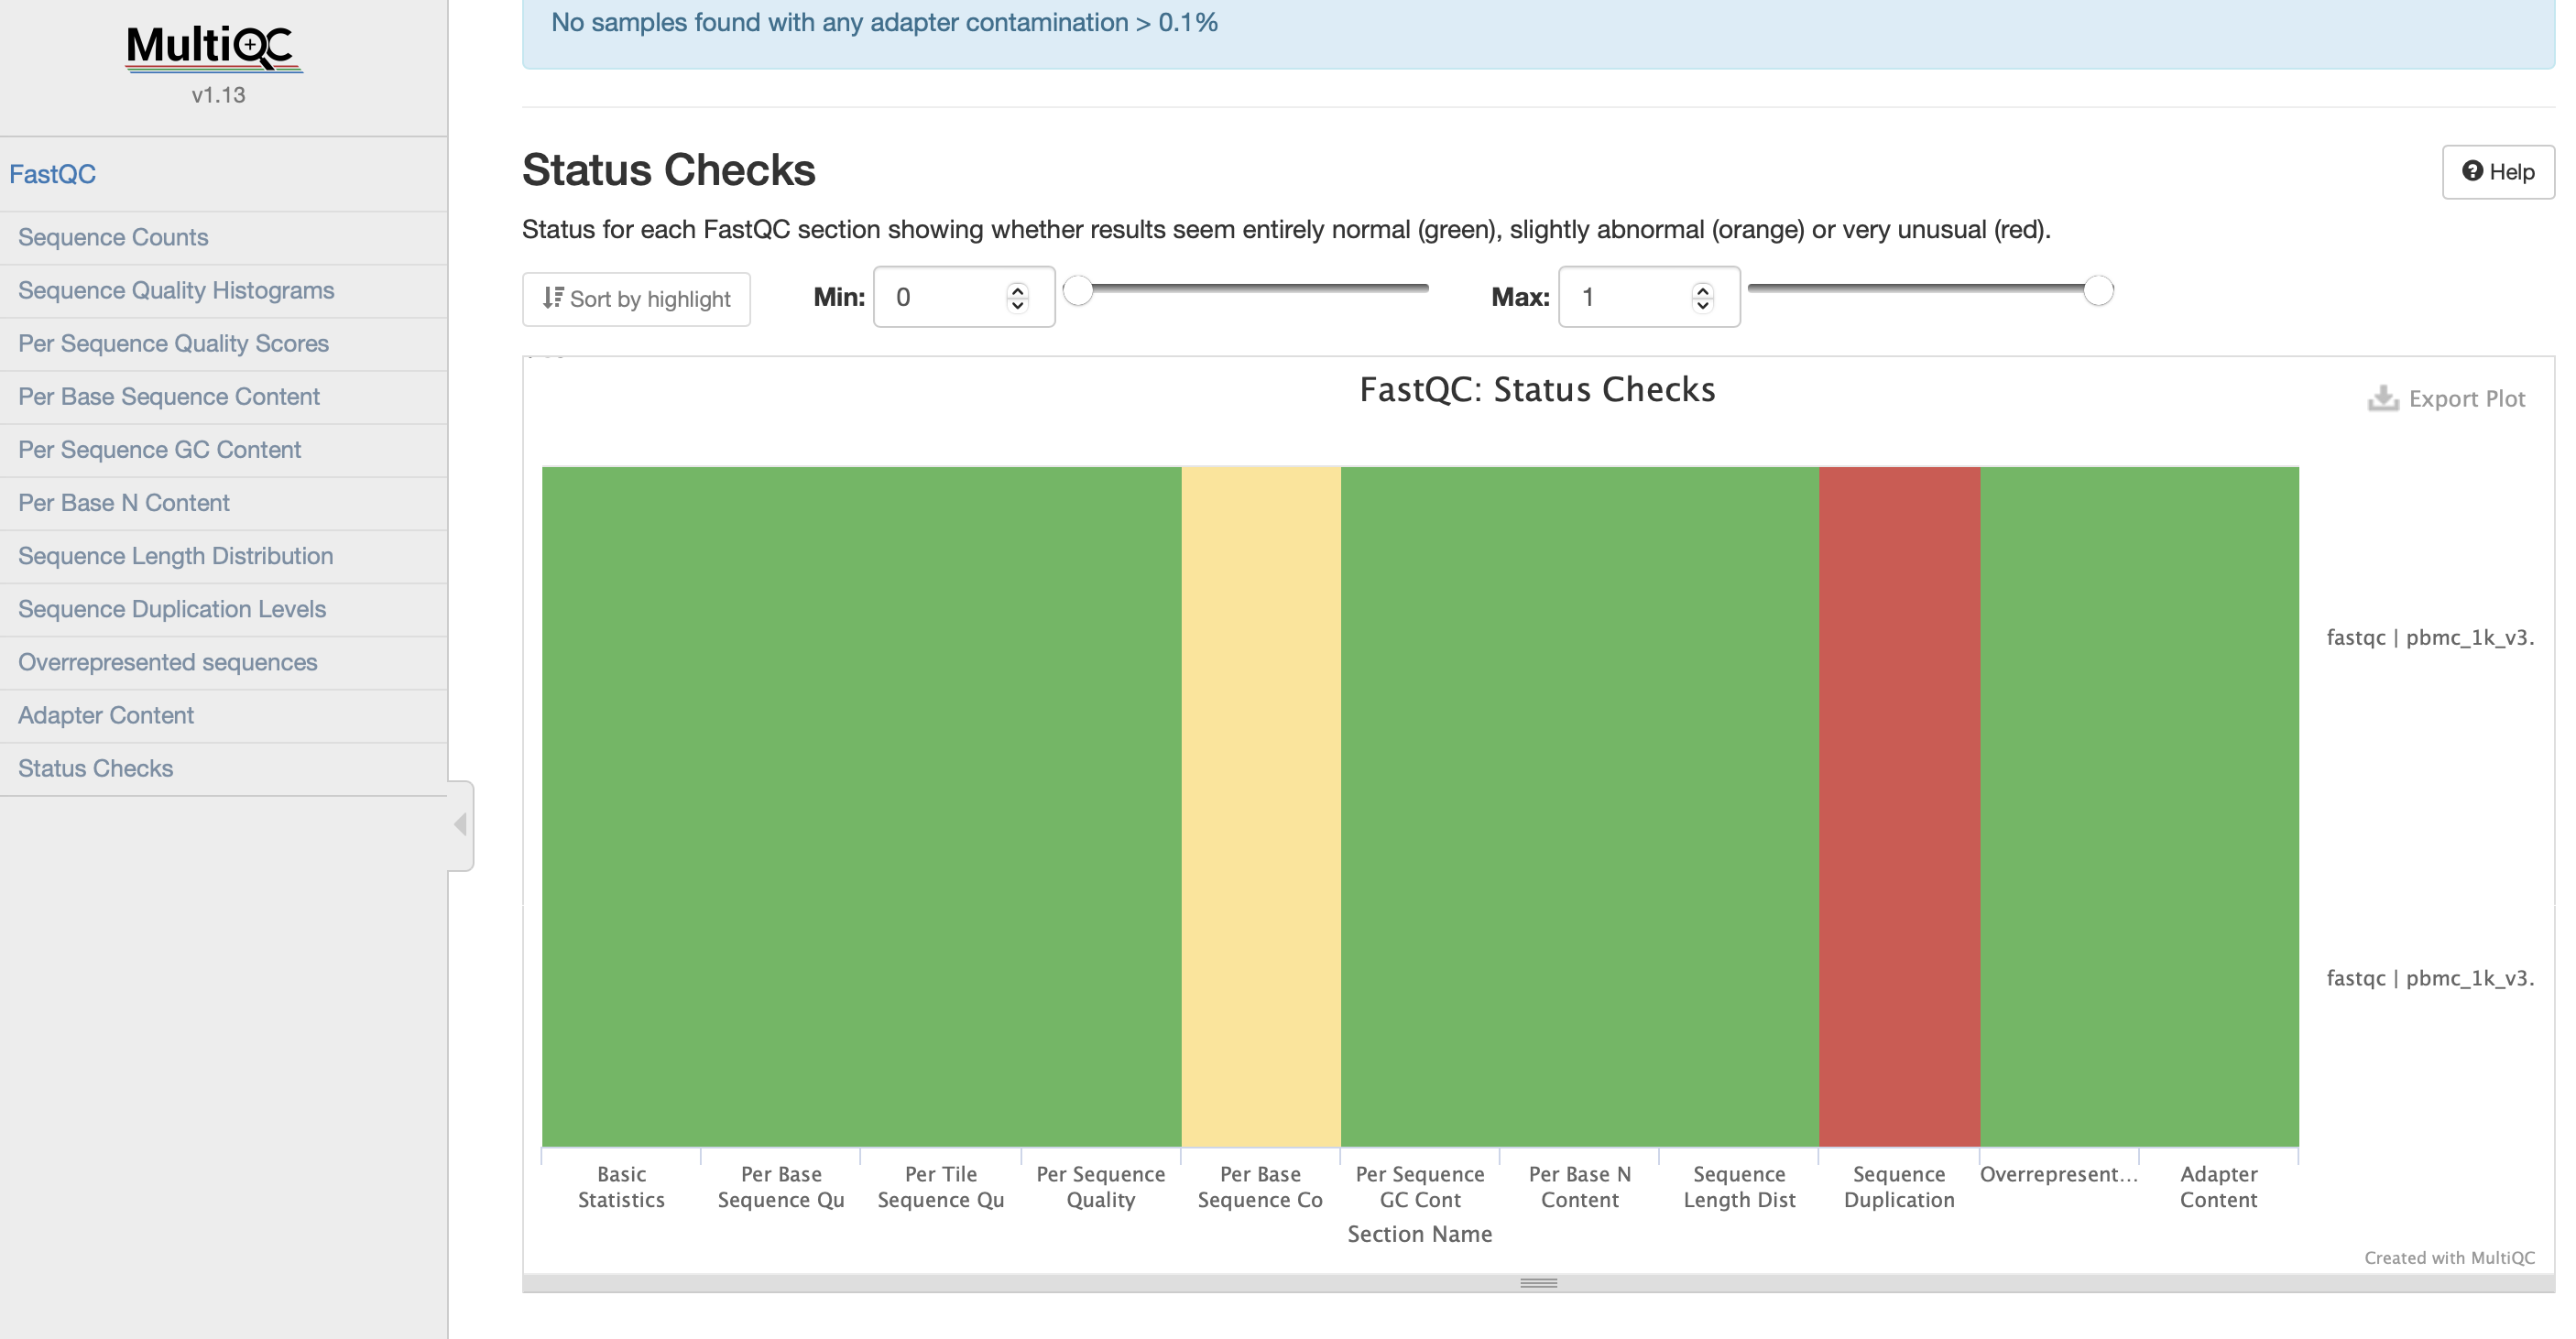 MultiQC
v1.13
FastQC
Sequence Counts
Sequence Quality Histograms
Per Sequence Quality Scores
Per Base Sequence Content
Per Sequence GC Content
Per Base N Content
Sequence Length Distribution
Sequence Duplication Levels
Overrepresented sequences
Adapter Content
Status Checks
No samples found with any adapter contamination > 0.1%
Status Checks
Help
Status for each FastQC section showing whether results seem entirely normal (green), slightly abnormal (orange) or very unusual (red).
Sort by highlight Min: 0 Max: 1
FastQC: Status Checks
Export Plot
fastqc | pbmc_1k_v3.
fastqc | pbmc_1k_v3.
Basic Statistics
Per Base Sequence Qu
Per Tile Sequence Qu
Per Sequence Quality
Per Base Sequence Co
Per Sequence GC Cont
Per Base N Content
Sequence Length Dist
Sequence Duplication
Overrepresent...
Adapter Content
Section Name
Created with MultiQC